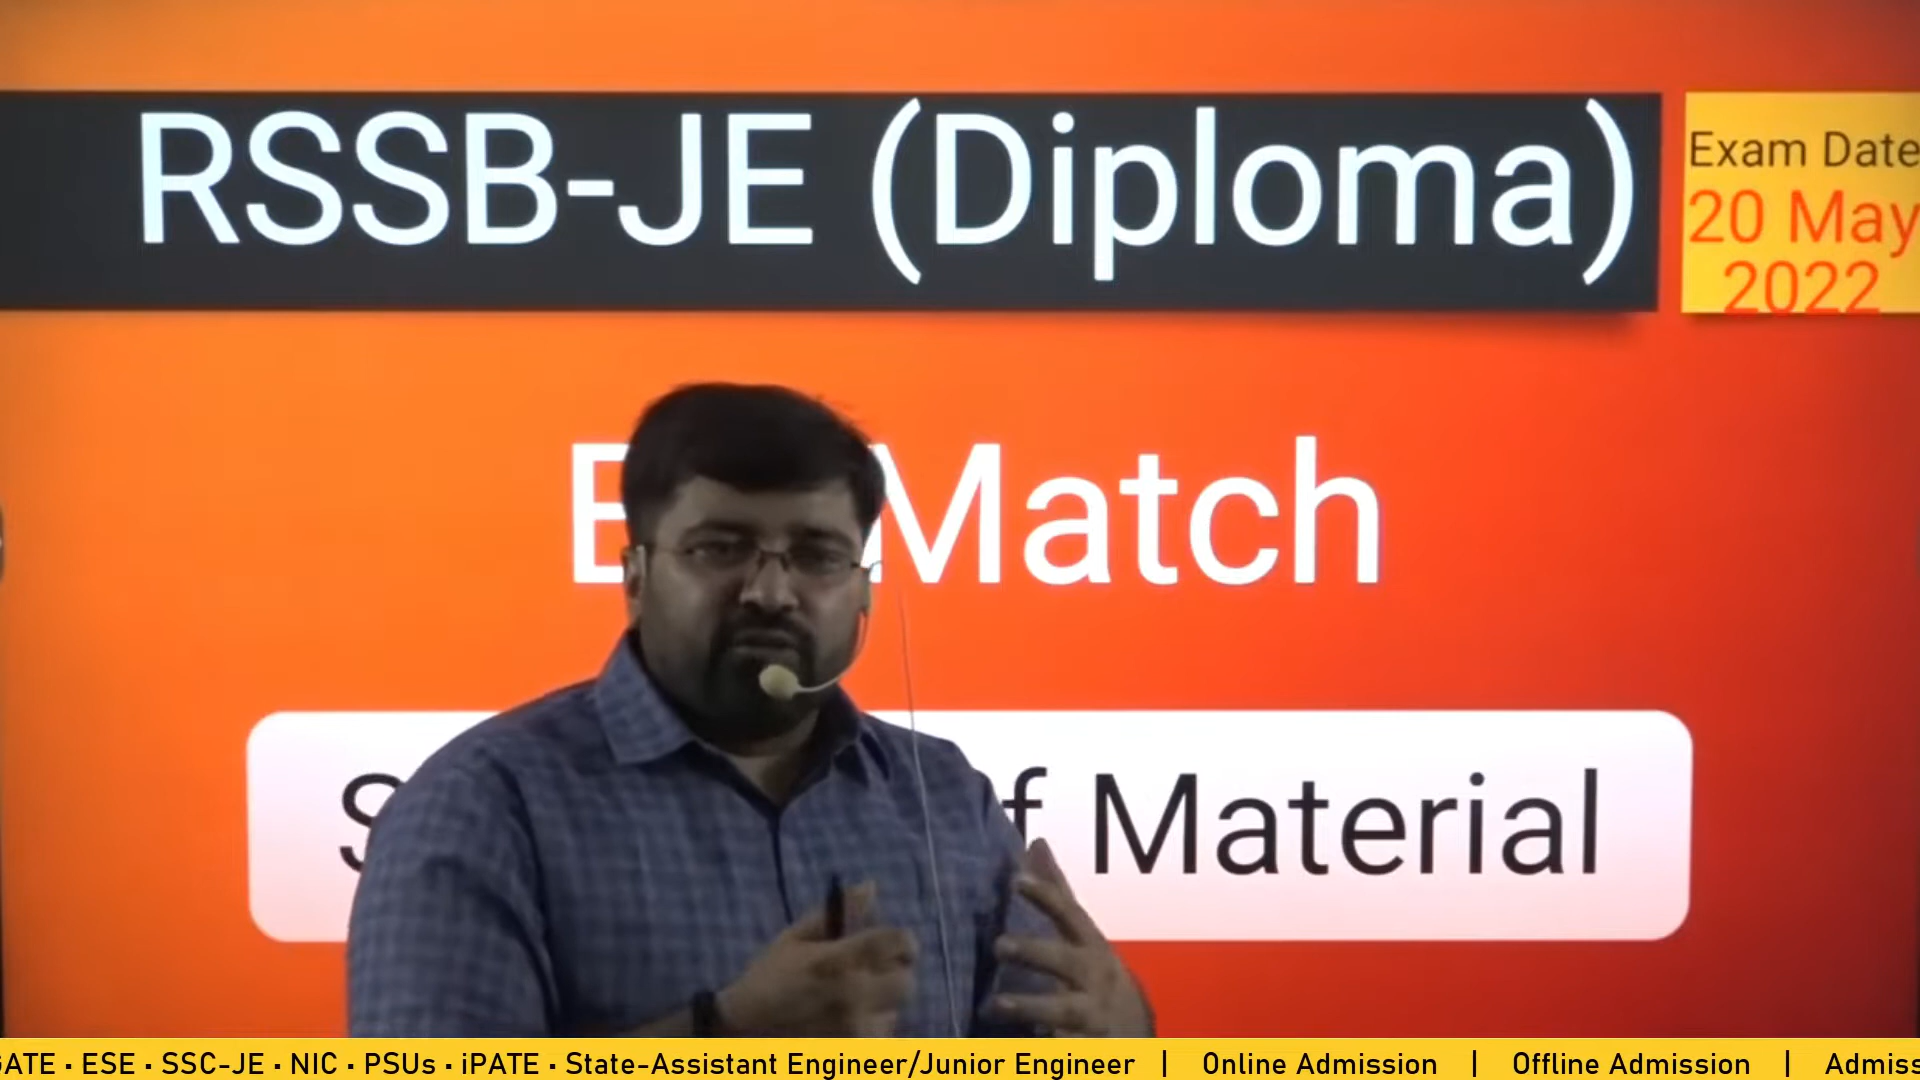 RSSB-JE (Diploma)
Exam Date
20 May
2022
Match
Material
ATE • ESE • SSC-JE • NIC • PSUs • iPATE • State-Assistant Engineer/Junior Engineer | Online Admission | Offline Admission | Admiss